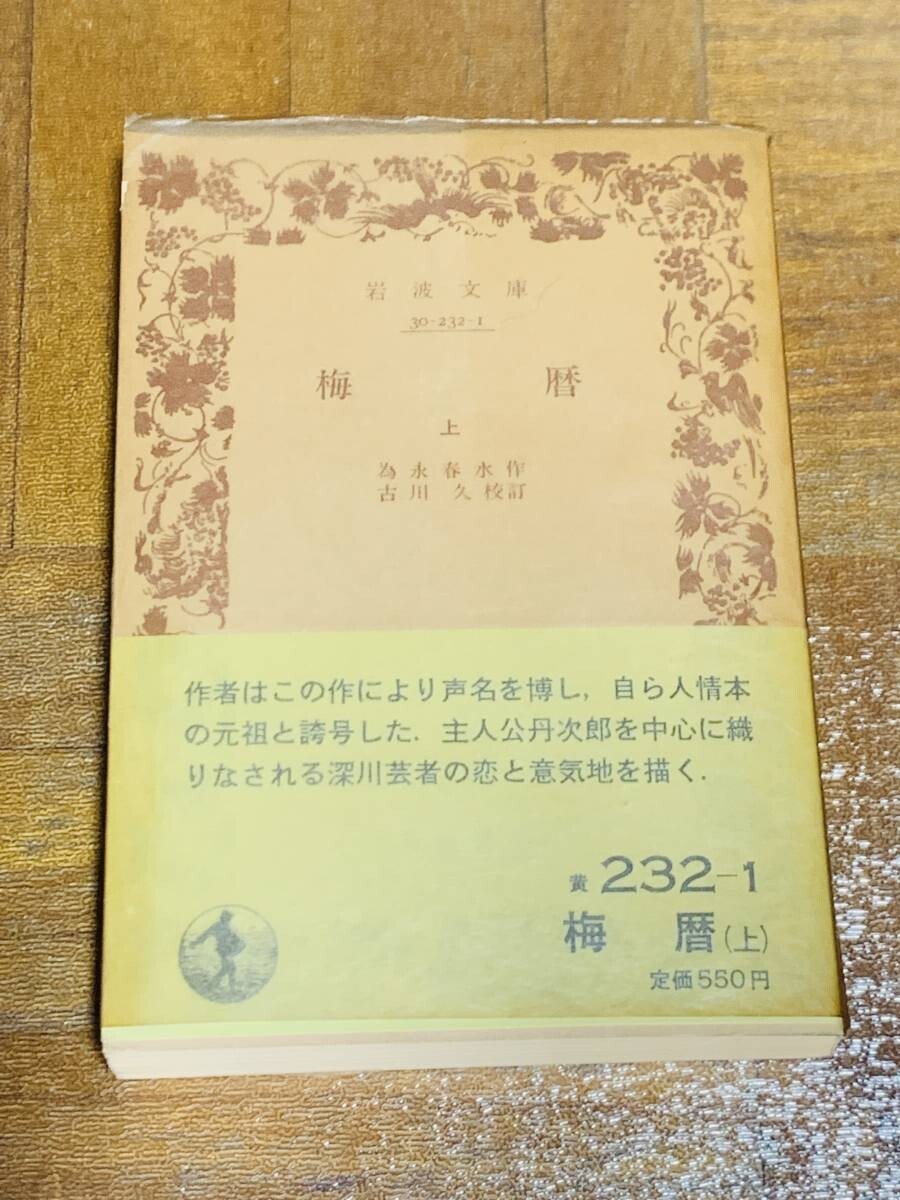 岩波文庫
30-232-1
梅暦
上
為永春水作
古川久校訂
作者はこの作により声名を博し，自ら人情本
の元祖と誇号した．主人公丹次郎を中心に織
りなされる深川芸者の恋と意気地を描く．
黄 232-1
梅暦(上)
定価550円